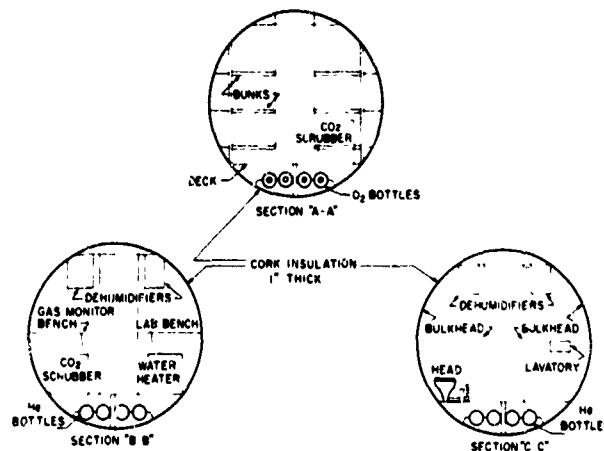 BUNKS
CO2
SCRUBBER
DECK
O2 BOTTLES
SECTION "A-A"
CORK INSULATION
1" THICK
DEHUMIDIFIERS
GAS MONITOR
BENCH
LAB BENCH
CO2
SCRUBBER
WATER
HEATER
He
BOTTLES
SECTION "B B"
DEHUMIDIFIERS
BULKHEAD
BULKHEAD
LAVATORY
HEAD
He
BOTTLES
SECTION "C C"